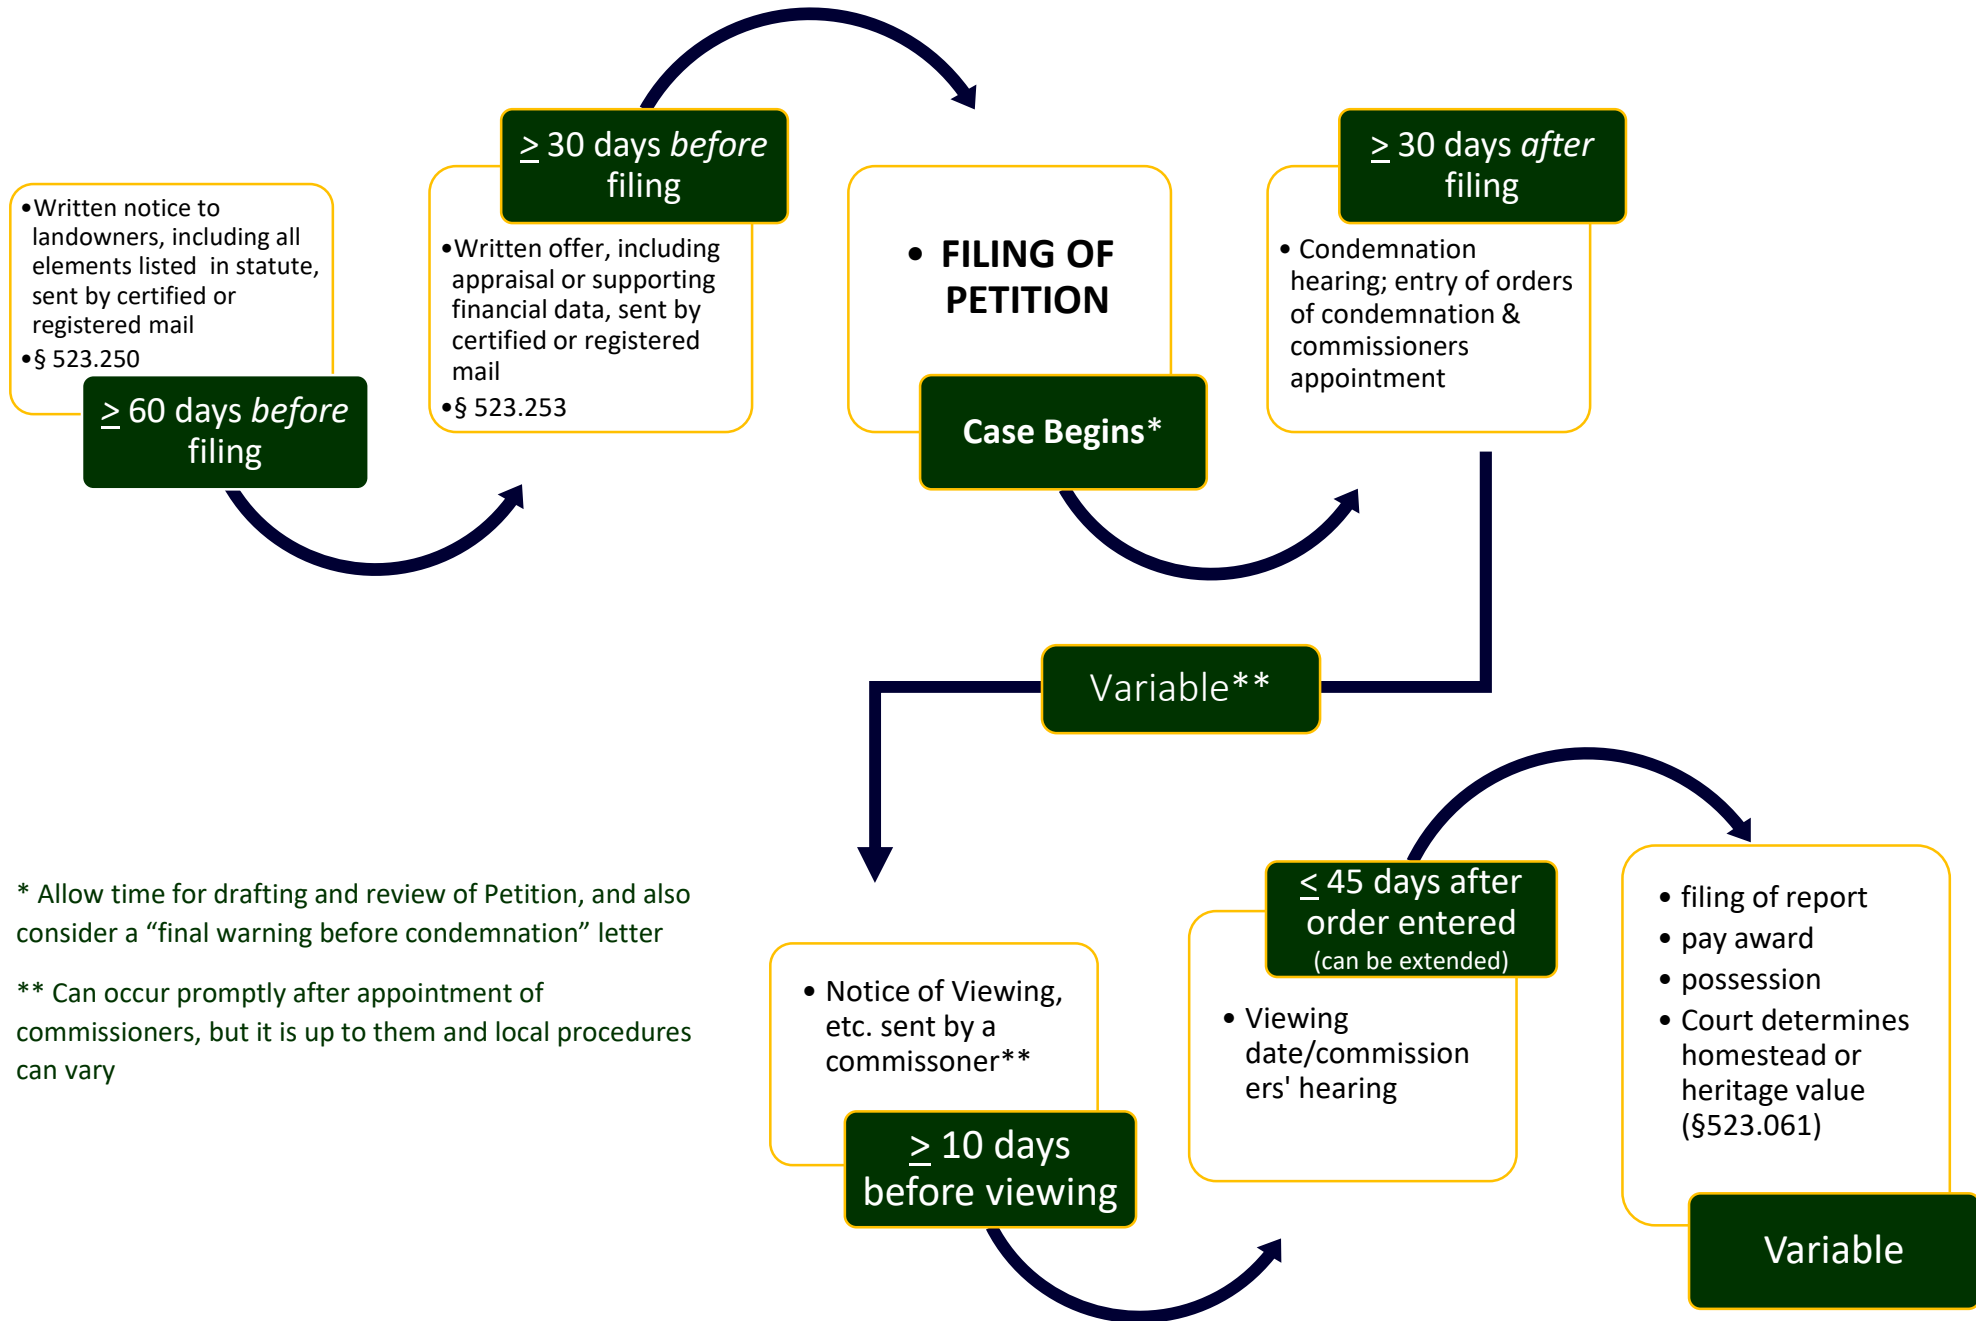 •Written notice to
landowners, including all
elements listed in statute,
sent by certified or
registered mail
•§ 523.250
≥ 60 days before
filing
≥ 30 days before
filing
•Written offer, including
appraisal or supporting
financial data, sent by
certified or registered
mail
•§ 523.253
• FILING OF
PETITION
Case Begins*
≥ 30 days after
filing
• Condemnation
hearing; entry of orders
of condemnation &
commissioners
appointment
Variable**
• Notice of Viewing,
etc. sent by a
commissoner**
≥ 10 days
before viewing
≤ 45 days after
order entered
(can be extended)
• Viewing
date/commission
ers' hearing
• filing of report
• pay award
• possession
• Court determines
homestead or
heritage value
(§523.061)
Variable
* Allow time for drafting and review of Petition, and also
consider a “final warning before condemnation” letter
** Can occur promptly after appointment of
commissioners, but it is up to them and local procedures
can vary